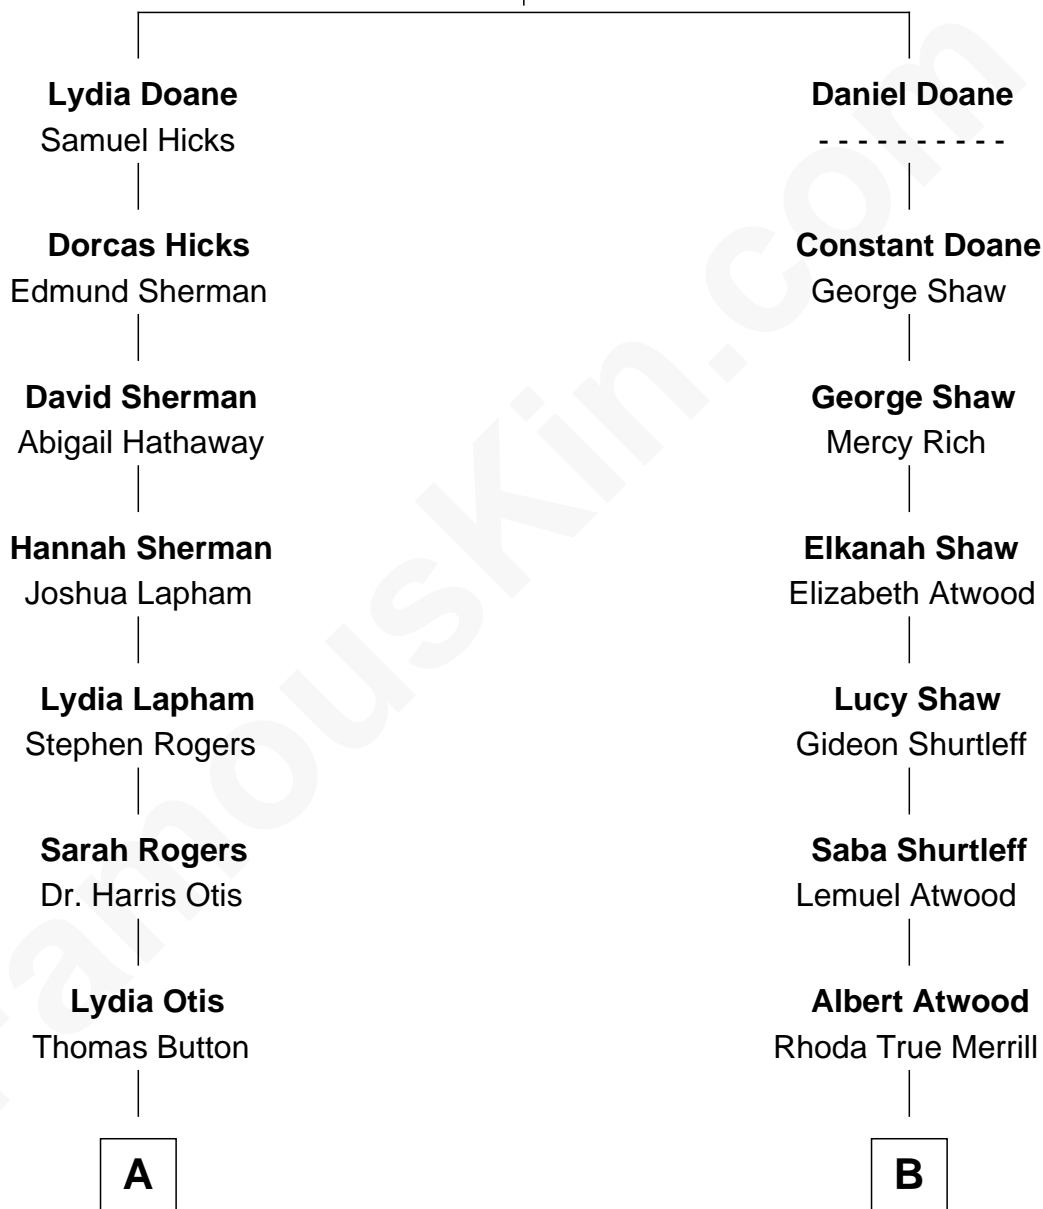 Lydia Doane
Samuel Hicks
Daniel Doane
- - - - - - - - - -
Dorcas Hicks
Edmund Sherman
Constant Doane
George Shaw
David Sherman
Abigail Hathaway
George Shaw
Mercy Rich
Hannah Sherman
Joshua Lapham
Elkanah Shaw
Elizabeth Atwood
Lydia Lapham
Stephen Rogers
Lucy Shaw
Gideon Shurtleff
Sarah Rogers
Dr. Harris Otis
Saba Shurtleff
Lemuel Atwood
Lydia Otis
Thomas Button
Albert Atwood
Rhoda True Merrill
A
B
FamousKin.com